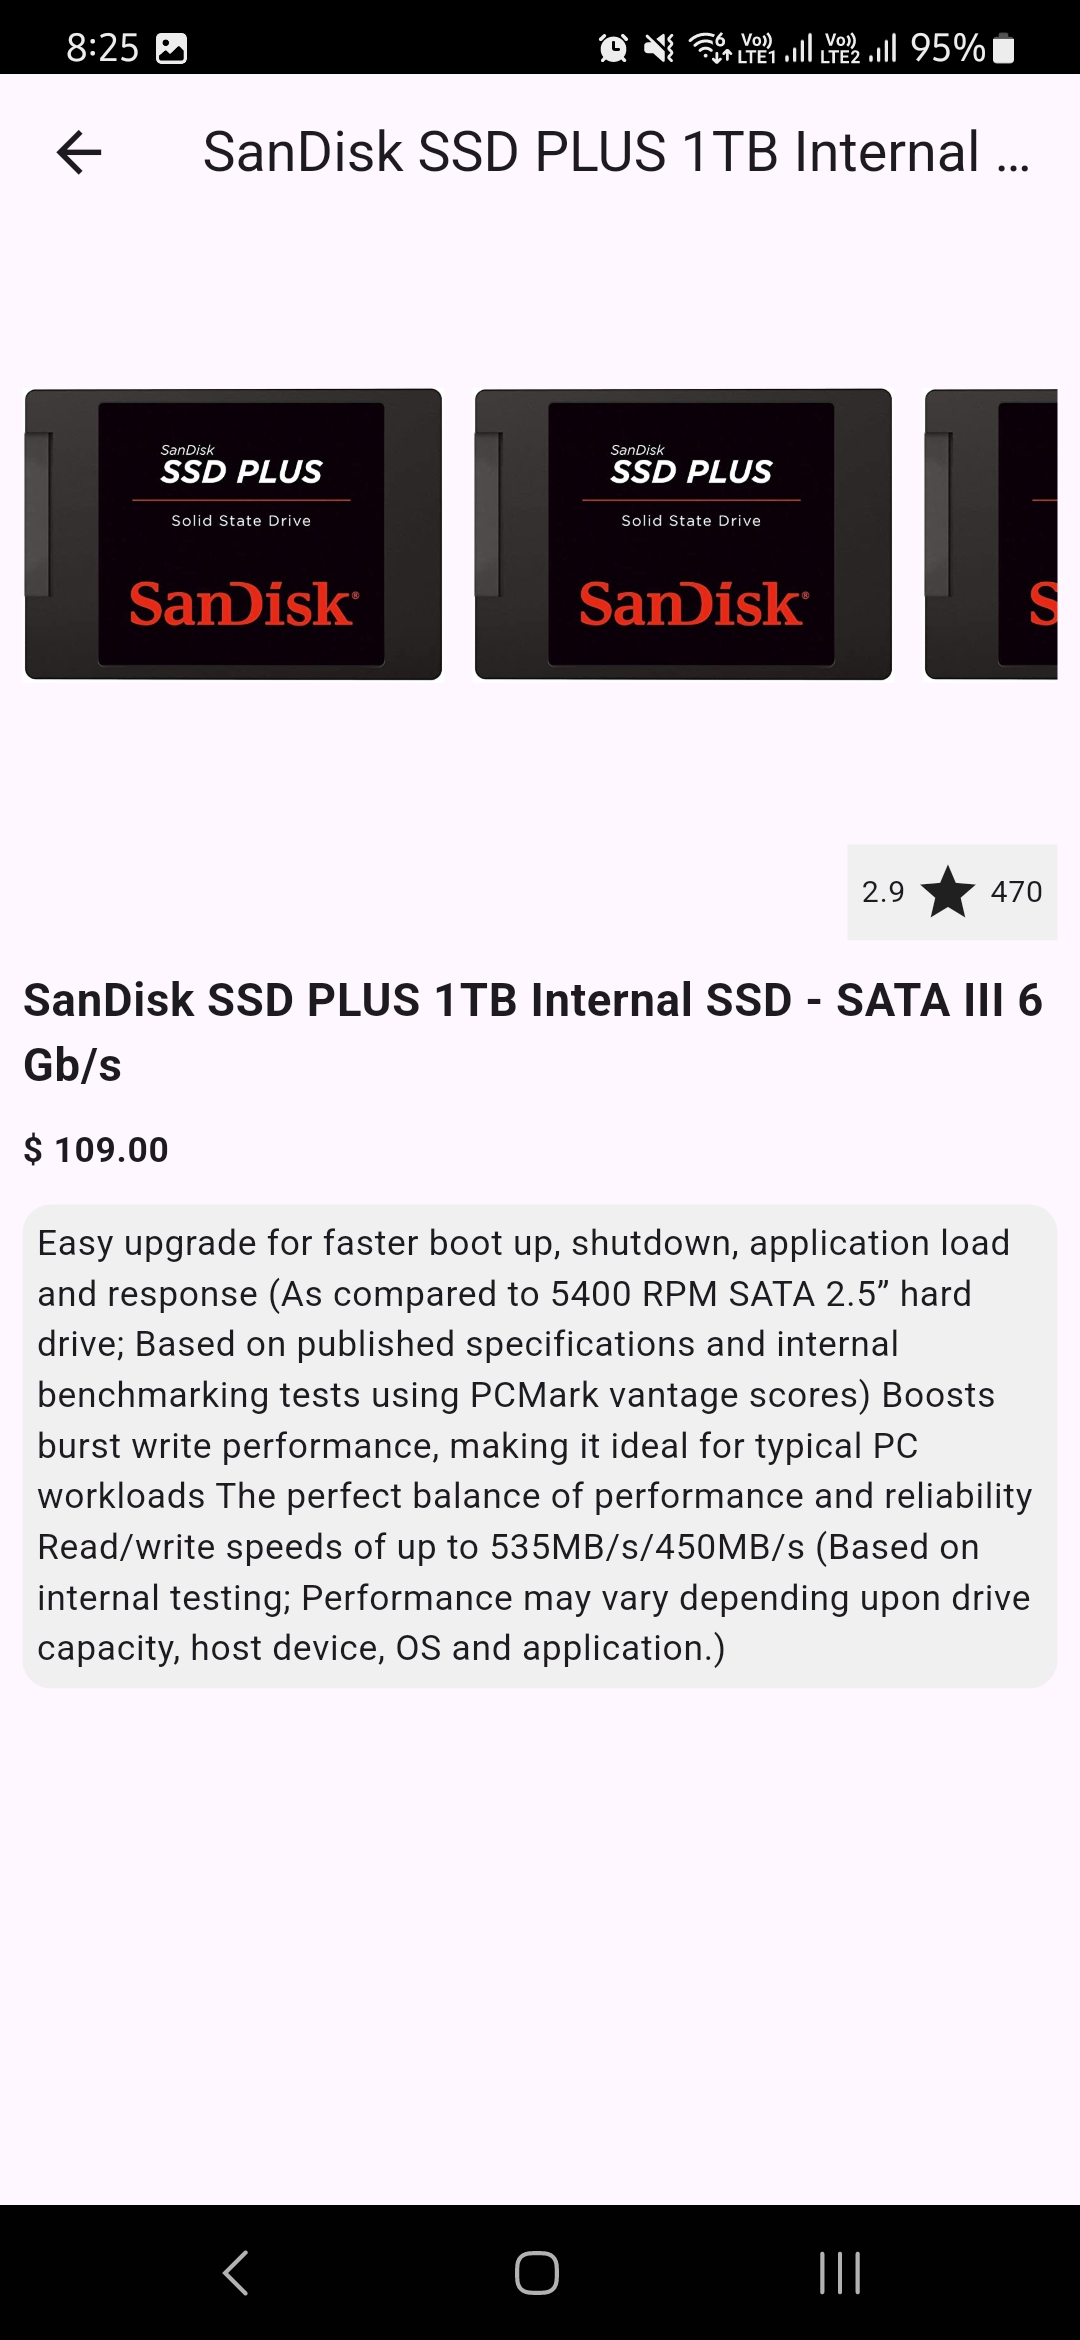 8:25
6 Vo)) LTE1 Vo)) LTE2 95%
SanDisk SSD PLUS 1TB Internal ...
SanDisk
SSD PLUS
Solid State Drive
SanDisk®
SanDisk
SSD PLUS
Solid State Drive
SanDisk®
S
2.9 470
SanDisk SSD PLUS 1TB Internal SSD - SATA III 6
Gb/s
$ 109.00
Easy upgrade for faster boot up, shutdown, application load
and response (As compared to 5400 RPM SATA 2.5” hard
drive; Based on published specifications and internal
benchmarking tests using PCMark vantage scores) Boosts
burst write performance, making it ideal for typical PC
workloads The perfect balance of performance and reliability
Read/write speeds of up to 535MB/s/450MB/s (Based on
internal testing; Performance may vary depending upon drive
capacity, host device, OS and application.)